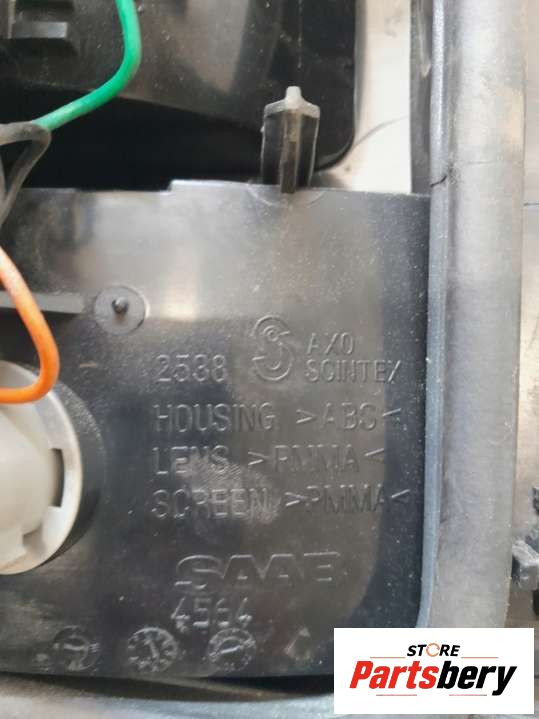 2538 AXO
SCINTEX
HOUSING >ABS<
LENS >PMMA<
SCREEN >PMMA<
SAAB
4564
STORE
Partsbery